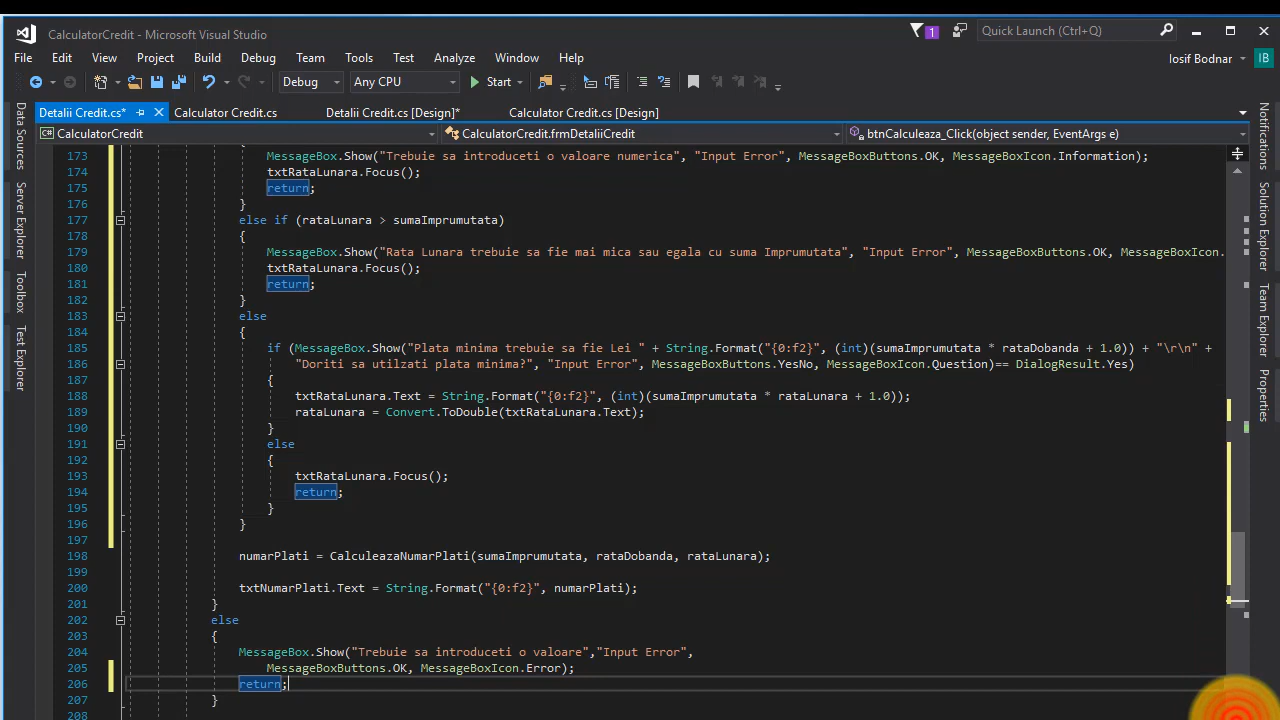 CalculatorCredit - Microsoft Visual Studio
1
Quick Launch (Ctrl+Q)
File Edit View Project Build Debug Team Tools Test Analyze Window Help
Iosif Bodnar
IB
Debug Any CPU Start
Detalii Credit.cs* Calculator Credit.cs Detalii Credit.cs [Design]* Calculator Credit.cs [Design]
C# CalculatorCredit CalculatorCredit.frmDetaliiCredit btnCalculeaza_Click(object sender, EventArgs e)
Data Sources
Server Explorer
Toolbox
Test Explorer
Notifications
Solution Explorer
Team Explorer
Properties
173 MessageBox.Show("Trebuie sa introduceti o valoare numerica", "Input Error", MessageBoxButtons.OK, MessageBoxIcon.Information);
174 txtRataLunara.Focus();
175 return;
176 }
177 else if (rataLunara > sumaImprumutata)
178 {
179 MessageBox.Show("Rata Lunara trebuie sa fie mai mica sau egala cu suma Imprumutata", "Input Error", MessageBoxButtons.OK, MessageBoxIcon.
180 txtRataLunara.Focus();
181 return;
182 }
183 else
184 {
185 if (MessageBox.Show("Plata minima trebuie sa fie Lei " + String.Format("{0:f2}", (int)(sumaImprumutata * rataDobanda + 1.0)) + "\r\n" +
186 "Doriti sa utilzati plata minima?", "Input Error", MessageBoxButtons.YesNo, MessageBoxIcon.Question)== DialogResult.Yes)
187 {
188 txtRataLunara.Text = String.Format("{0:f2}", (int)(sumaImprumutata * rataLunara + 1.0));
189 rataLunara = Convert.ToDouble(txtRataLunara.Text);
190 }
191 else
192 {
193 txtRataLunara.Focus();
194 return;
195 }
196 }
197
198 numarPlati = CalculeazaNumarPlati(sumaImprumutata, rataDobanda, rataLunara);
199
200 txtNumarPlati.Text = String.Format("{0:f2}", numarPlati);
201 }
202 else
203 {
204 MessageBox.Show("Trebuie sa introduceti o valoare","Input Error",
205 MessageBoxButtons.OK, MessageBoxIcon.Error);
206 return;
207 }
208